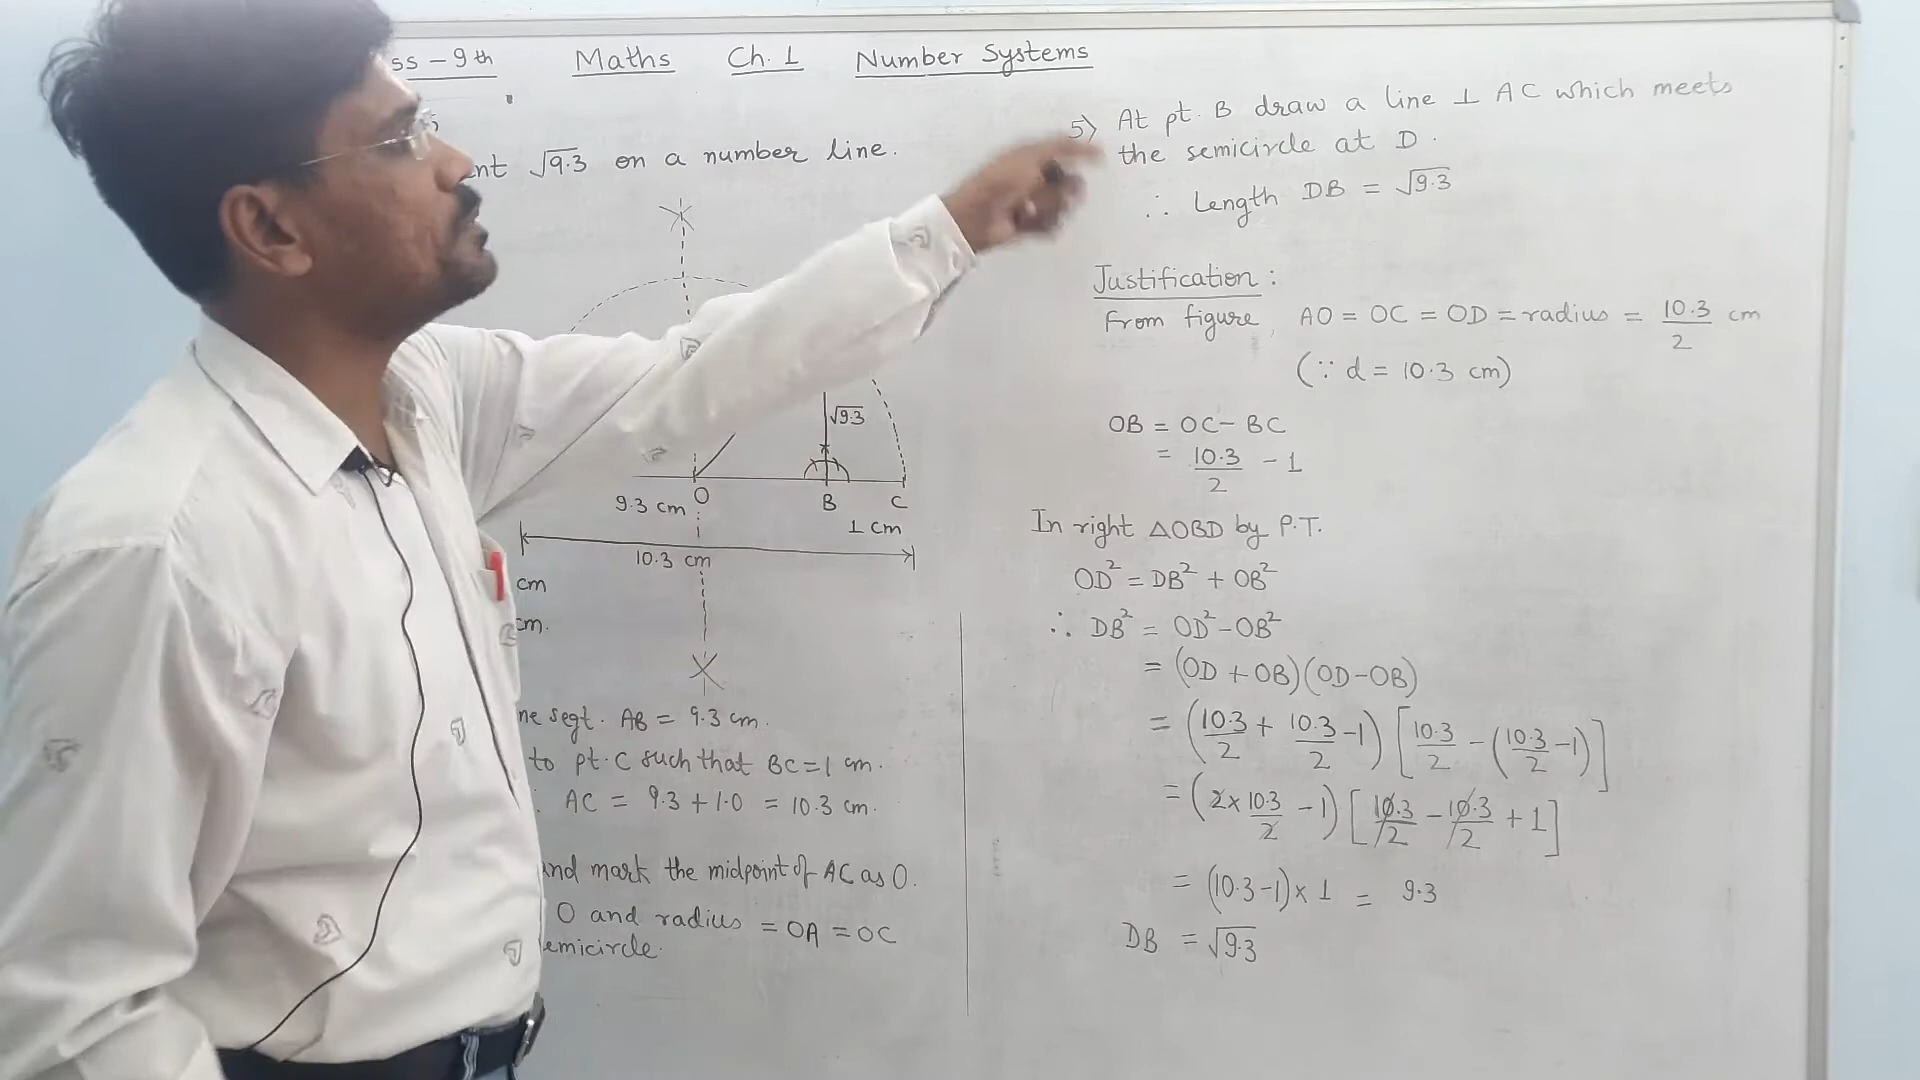 ss - 9th Maths Ch. 1 Number Systems
√9.3 on a number line.
√9.3
9.3 cm O B C
1 cm
10.3 cm
cm
cm.
segt. AB = 9.3 cm.
to pt. C such that BC = 1 cm.
AC = 9.3 + 1.0 = 10.3 cm.
and mark the midpoint of AC as O.
O and radius = OA = OC
emicircle.
5) At pt. B draw a line ⊥ AC which meets
the semicircle at D.
∴ Length DB = √9.3
Justification :
From figure, AO = OC = OD = radius = 10.3/2 cm
(∵ d = 10.3 cm)
OB = OC - BC
= 10.3/2 - 1
In right △OBD by P.T.
OD² = DB² + OB²
∴ DB² = OD² - OB²
= (OD + OB)(OD - OB)
= (10.3/2 + 10.3/2 - 1) [10.3/2 - (10.3/2 - 1)]
= (2 × 10.3/2 - 1) [10.3/2 - 10.3/2 + 1]
= (10.3 - 1) × 1 = 9.3
DB = √9.3